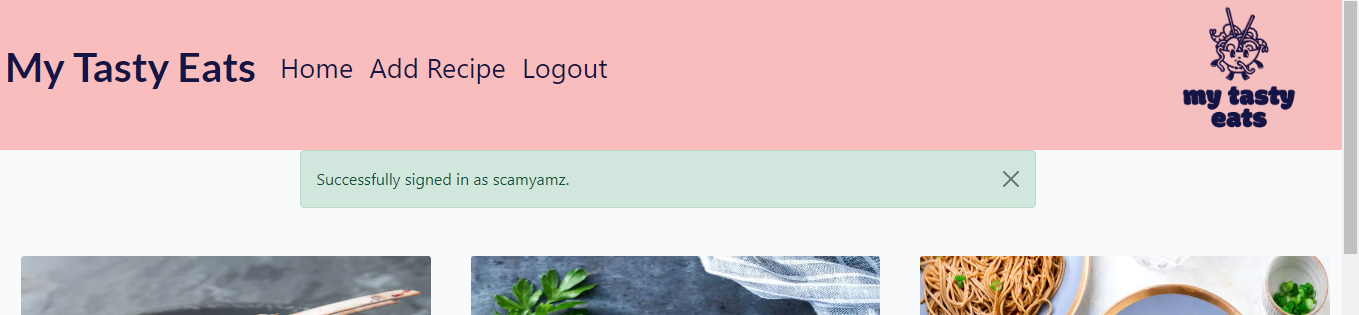 My Tasty Eats Home Add Recipe Logout
my tasty
eats
Successfully signed in as scamyamz.